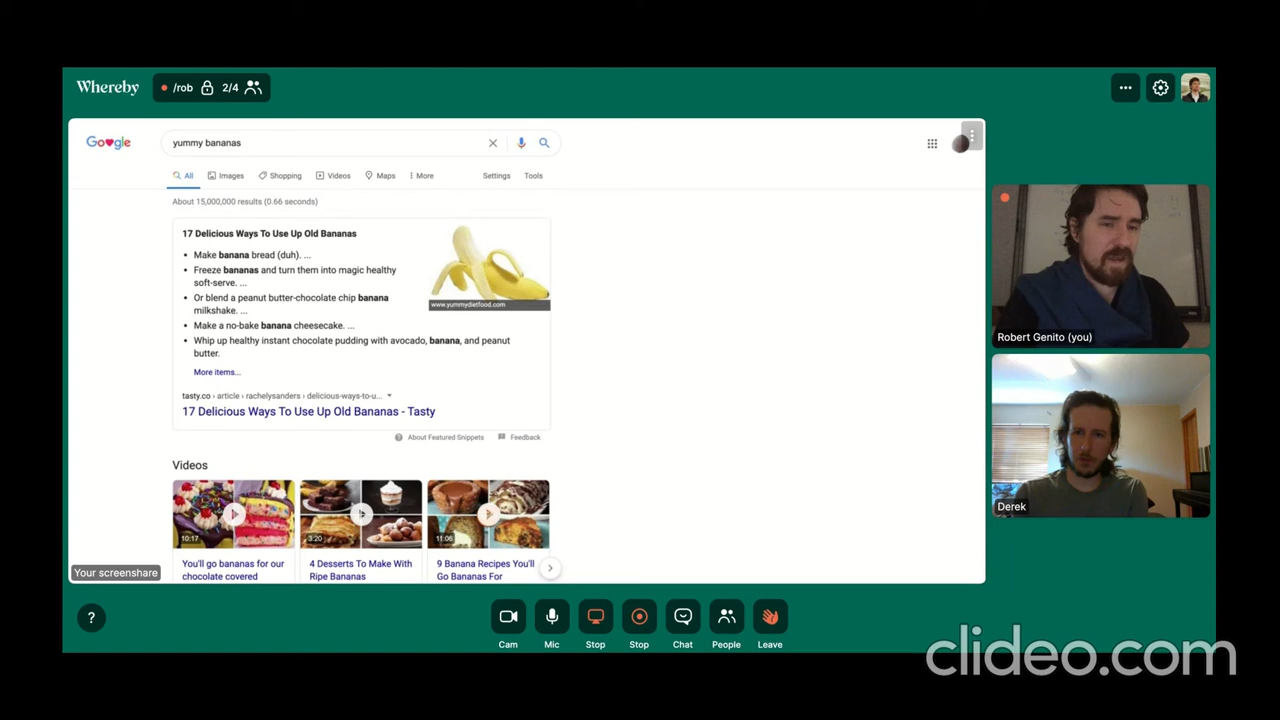 Whereby
/rob
2/4
Google
yummy bananas
All
Images
Shopping
Videos
Maps
More
Settings
Tools
About 15,000,000 results (0.66 seconds)
17 Delicious Ways To Use Up Old Bananas
• Make banana bread (duh). ...
• Freeze bananas and turn them into magic healthy
soft-serve. ...
• Or blend a peanut butter-chocolate chip banana
milkshake. ...
• Make a no-bake banana cheesecake. ...
• Whip up healthy instant chocolate pudding with avocado, banana, and peanut
butter.
More items...
www.yummydietfood.com
tasty.co › article › rachelysanders › delicious-ways-to-u...
17 Delicious Ways To Use Up Old Bananas - Tasty
About Featured Snippets
Feedback
Videos
10:17
3:20
11:06
You'll go bananas for our
chocolate covered
4 Desserts To Make With
Ripe Bananas
9 Banana Recipes You'll
Go Bananas For
Your screenshare
Robert Genito (you)
Derek
?
Cam
Mic
Stop
Stop
Chat
People
Leave
clideo.com